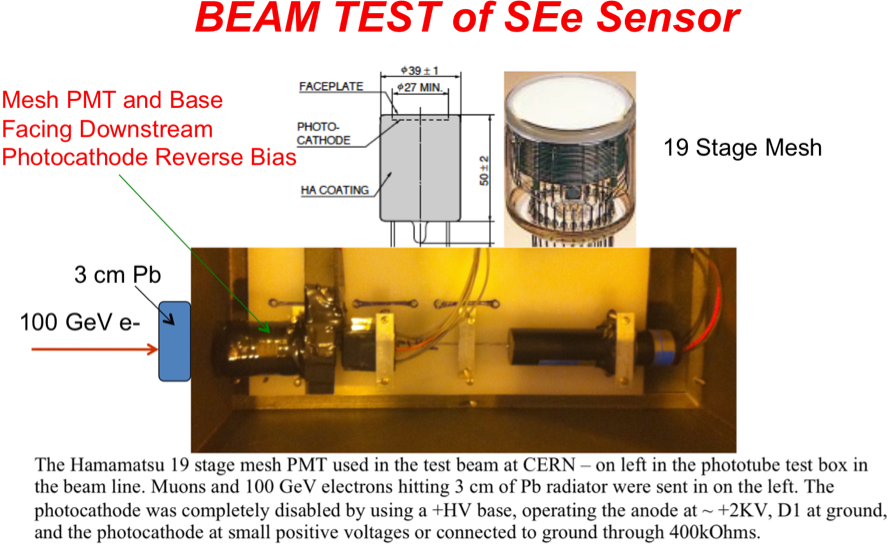 BEAM TEST of SEe Sensor
Mesh PMT and Base
Facing Downstream
Photocathode Reverse Bias
FACEPLATE
PHOTO-
CATHODE
HA COATING
φ39 ± 1
φ27 MIN.
50 ± 2
19 Stage Mesh
3 cm Pb
100 GeV e-
The Hamamatsu 19 stage mesh PMT used in the test beam at CERN – on left in the phototube test box in
the beam line. Muons and 100 GeV electrons hitting 3 cm of Pb radiator were sent in on the left. The
photocathode was completely disabled by using a +HV base, operating the anode at ~ +2KV, D1 at ground,
and the photocathode at small positive voltages or connected to ground through 400kOhms.